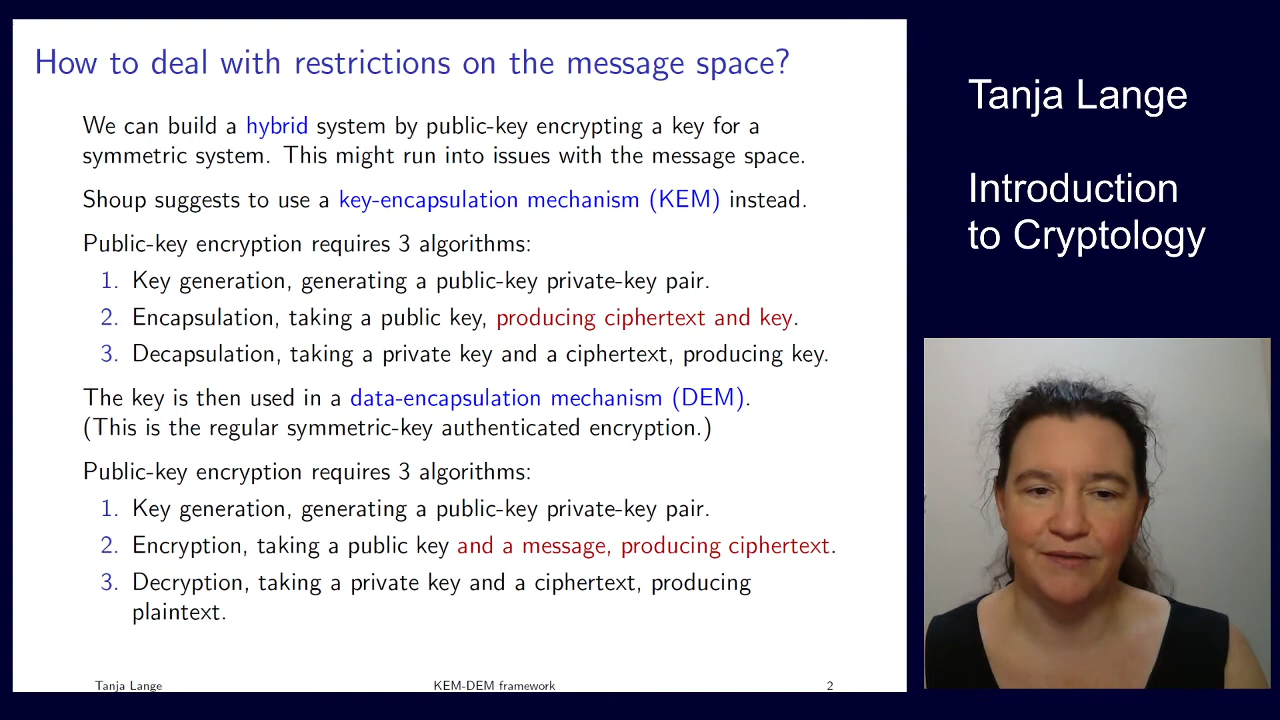 How to deal with restrictions on the message space?
We can build a hybrid system by public-key encrypting a key for a
symmetric system. This might run into issues with the message space.
Shoup suggests to use a key-encapsulation mechanism (KEM) instead.
Public-key encryption requires 3 algorithms:
1. Key generation, generating a public-key private-key pair.
2. Encapsulation, taking a public key, producing ciphertext and key.
3. Decapsulation, taking a private key and a ciphertext, producing key.
The key is then used in a data-encapsulation mechanism (DEM).
(This is the regular symmetric-key authenticated encryption.)
Public-key encryption requires 3 algorithms:
1. Key generation, generating a public-key private-key pair.
2. Encryption, taking a public key and a message, producing ciphertext.
3. Decryption, taking a private key and a ciphertext, producing
plaintext.
Tanja Lange
KEM-DEM framework
2
Tanja Lange
Introduction
to Cryptology